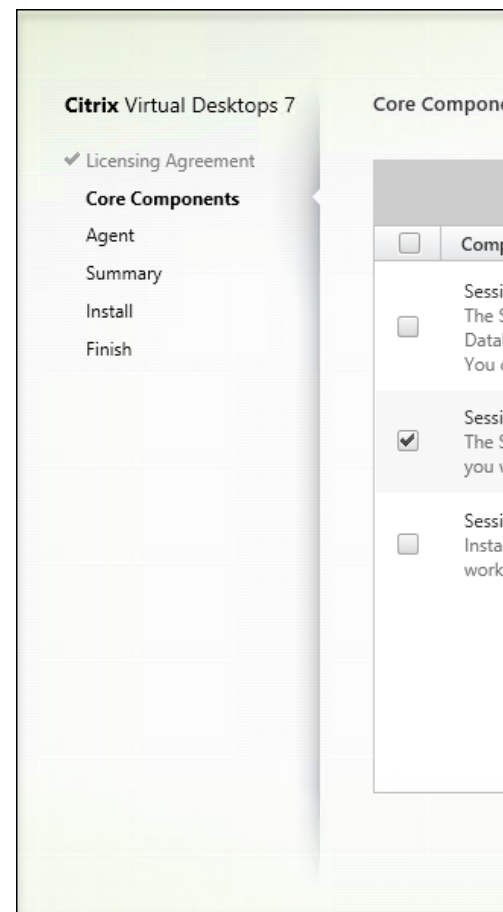 Citrix Virtual Desktops 7
Licensing Agreement
Core Components
Agent
Summary
Install
Finish
Core Compone
Comp
Sessi
The S
Datal
You c
Sessi
The S
you v
Sessi
Insta
work